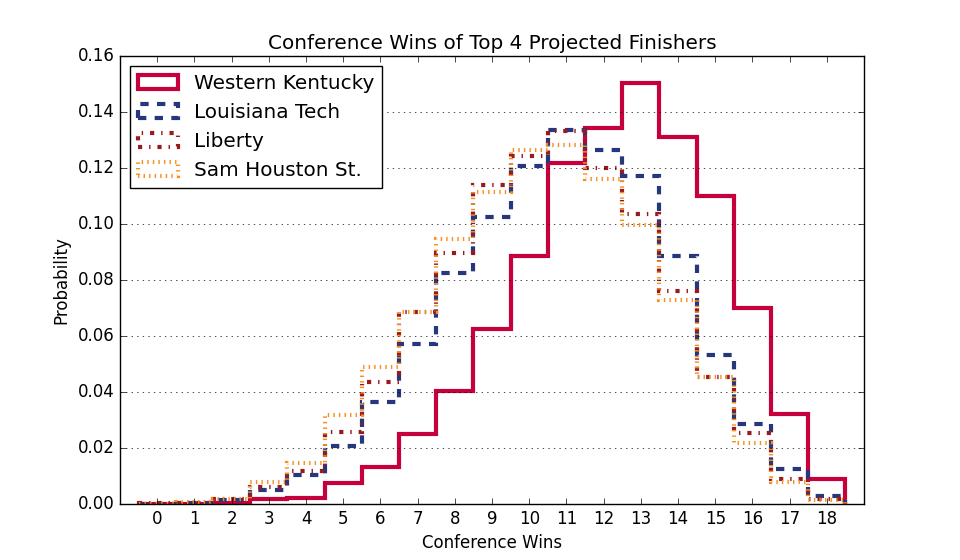 Conference Wins of Top 4 Projected Finishers
Western Kentucky
Louisiana Tech
Liberty
Sam Houston St.
0.16
0.14
0.12
0.10
0.08
0.06
0.04
0.02
0.00
Probability
0 1 2 3 4 5 6 7 8 9 10 11 12 13 14 15 16 17 18
Conference Wins